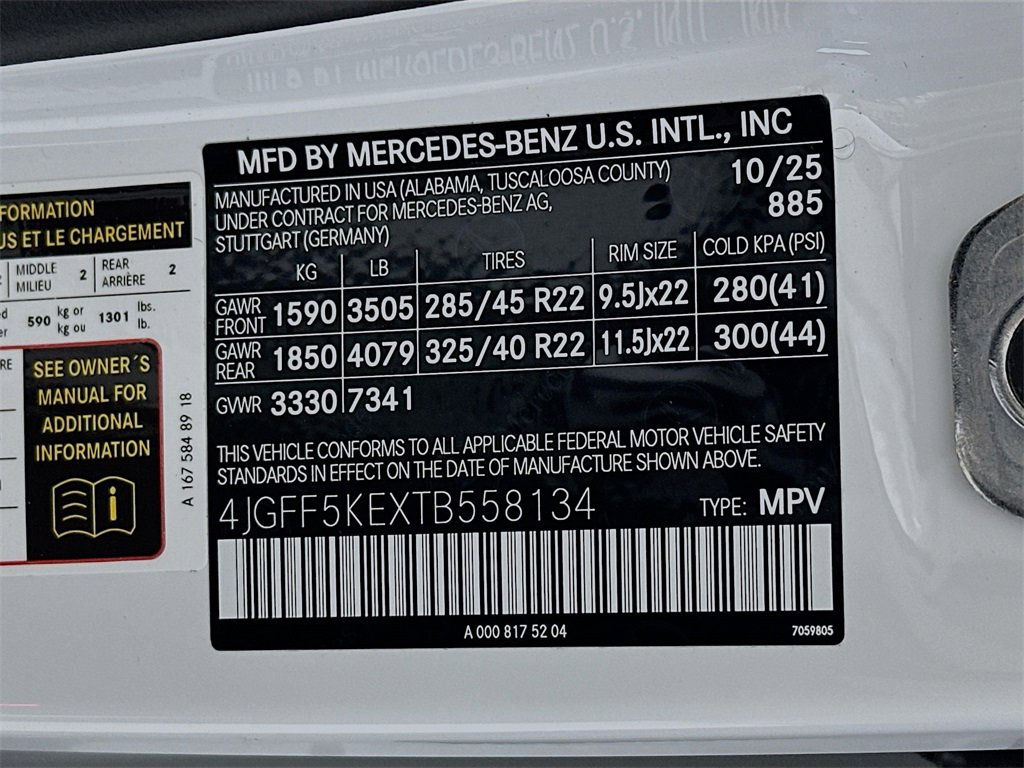 MFD BY MERCEDES-BENZ U.S. INTL., INC
MANUFACTURED IN USA (ALABAMA, TUSCALOOSA COUNTY) 10/25
UNDER CONTRACT FOR MERCEDES-BENZ AG, 885
STUTTGART (GERMANY)
KG LB TIRES RIM SIZE COLD KPA (PSI)
GAWR FRONT 1590 3505 285/45 R22 9.5Jx22 280(41)
GAWR REAR 1850 4079 325/40 R22 11.5Jx22 300(44)
GVWR 3330 7341
THIS VEHICLE CONFORMS TO ALL APPLICABLE FEDERAL MOTOR VEHICLE SAFETY
STANDARDS IN EFFECT ON THE DATE OF MANUFACTURE SHOWN ABOVE.
4JGFF5KEXTB558134 TYPE: MPV
A 000 817 52 04 7059805
US ET LE CHARGEMENT
MIDDLE 2 REAR 2
MILIEU ARRIÈRE
590 kg or 1301 lbs.
kg ou lb.
SEE OWNER´S
MANUAL FOR
ADDITIONAL
INFORMATION
A 167 584 89 18